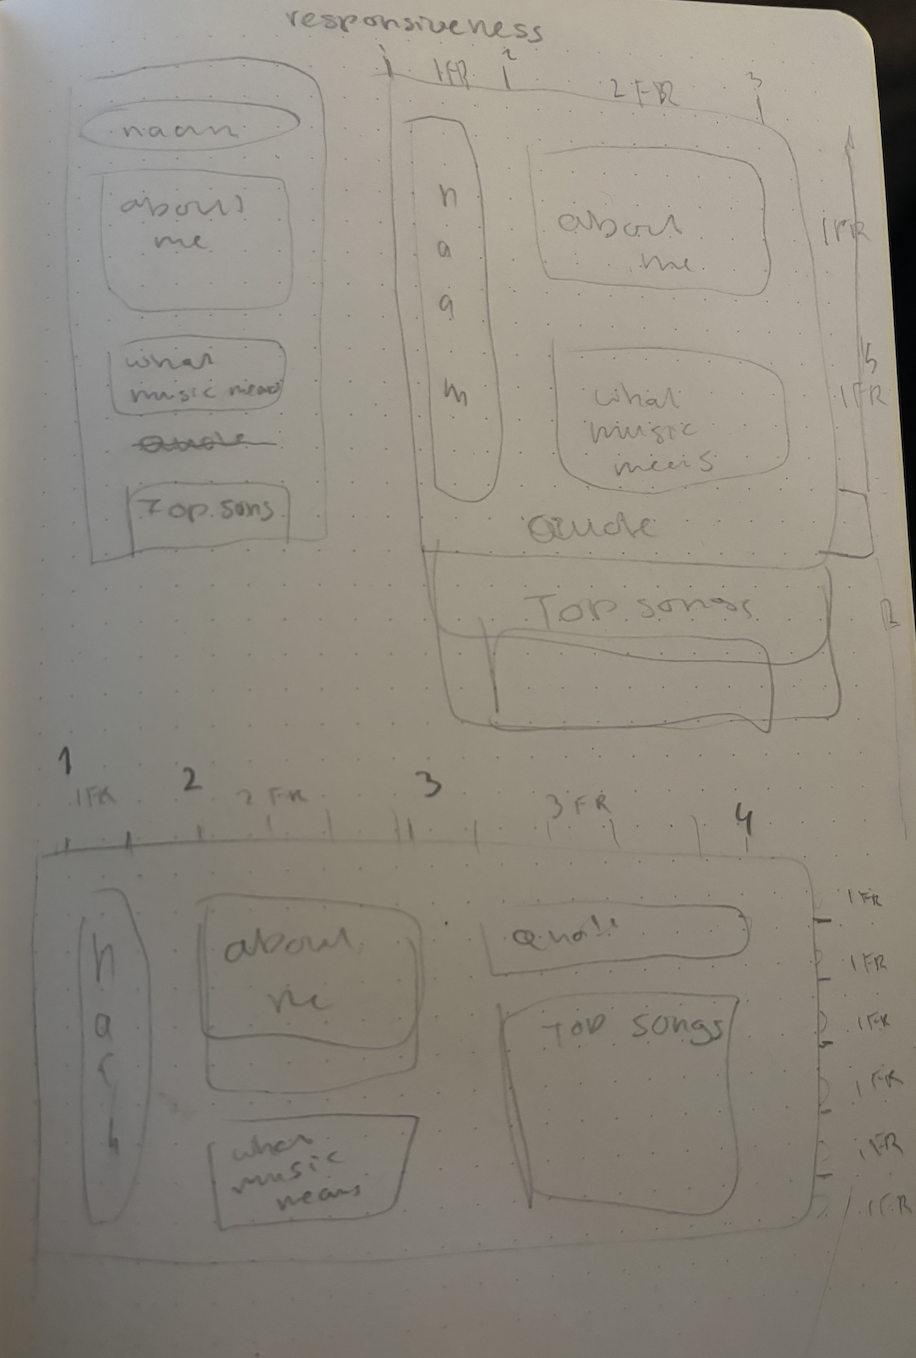 responsiveness
naam
about
me
what
music means
Quote
Top songs
1 2 3
1FR 2FR
n
a
a
m
about
me
1FR
1FR
what
music
means
Quote
Top songs
1 2 3 4
1FR 2FR 3FR
n
a
about
me
Quote
Top songs
what
music
means
1FR
1FR
1FR
1FR
1FR
1FR